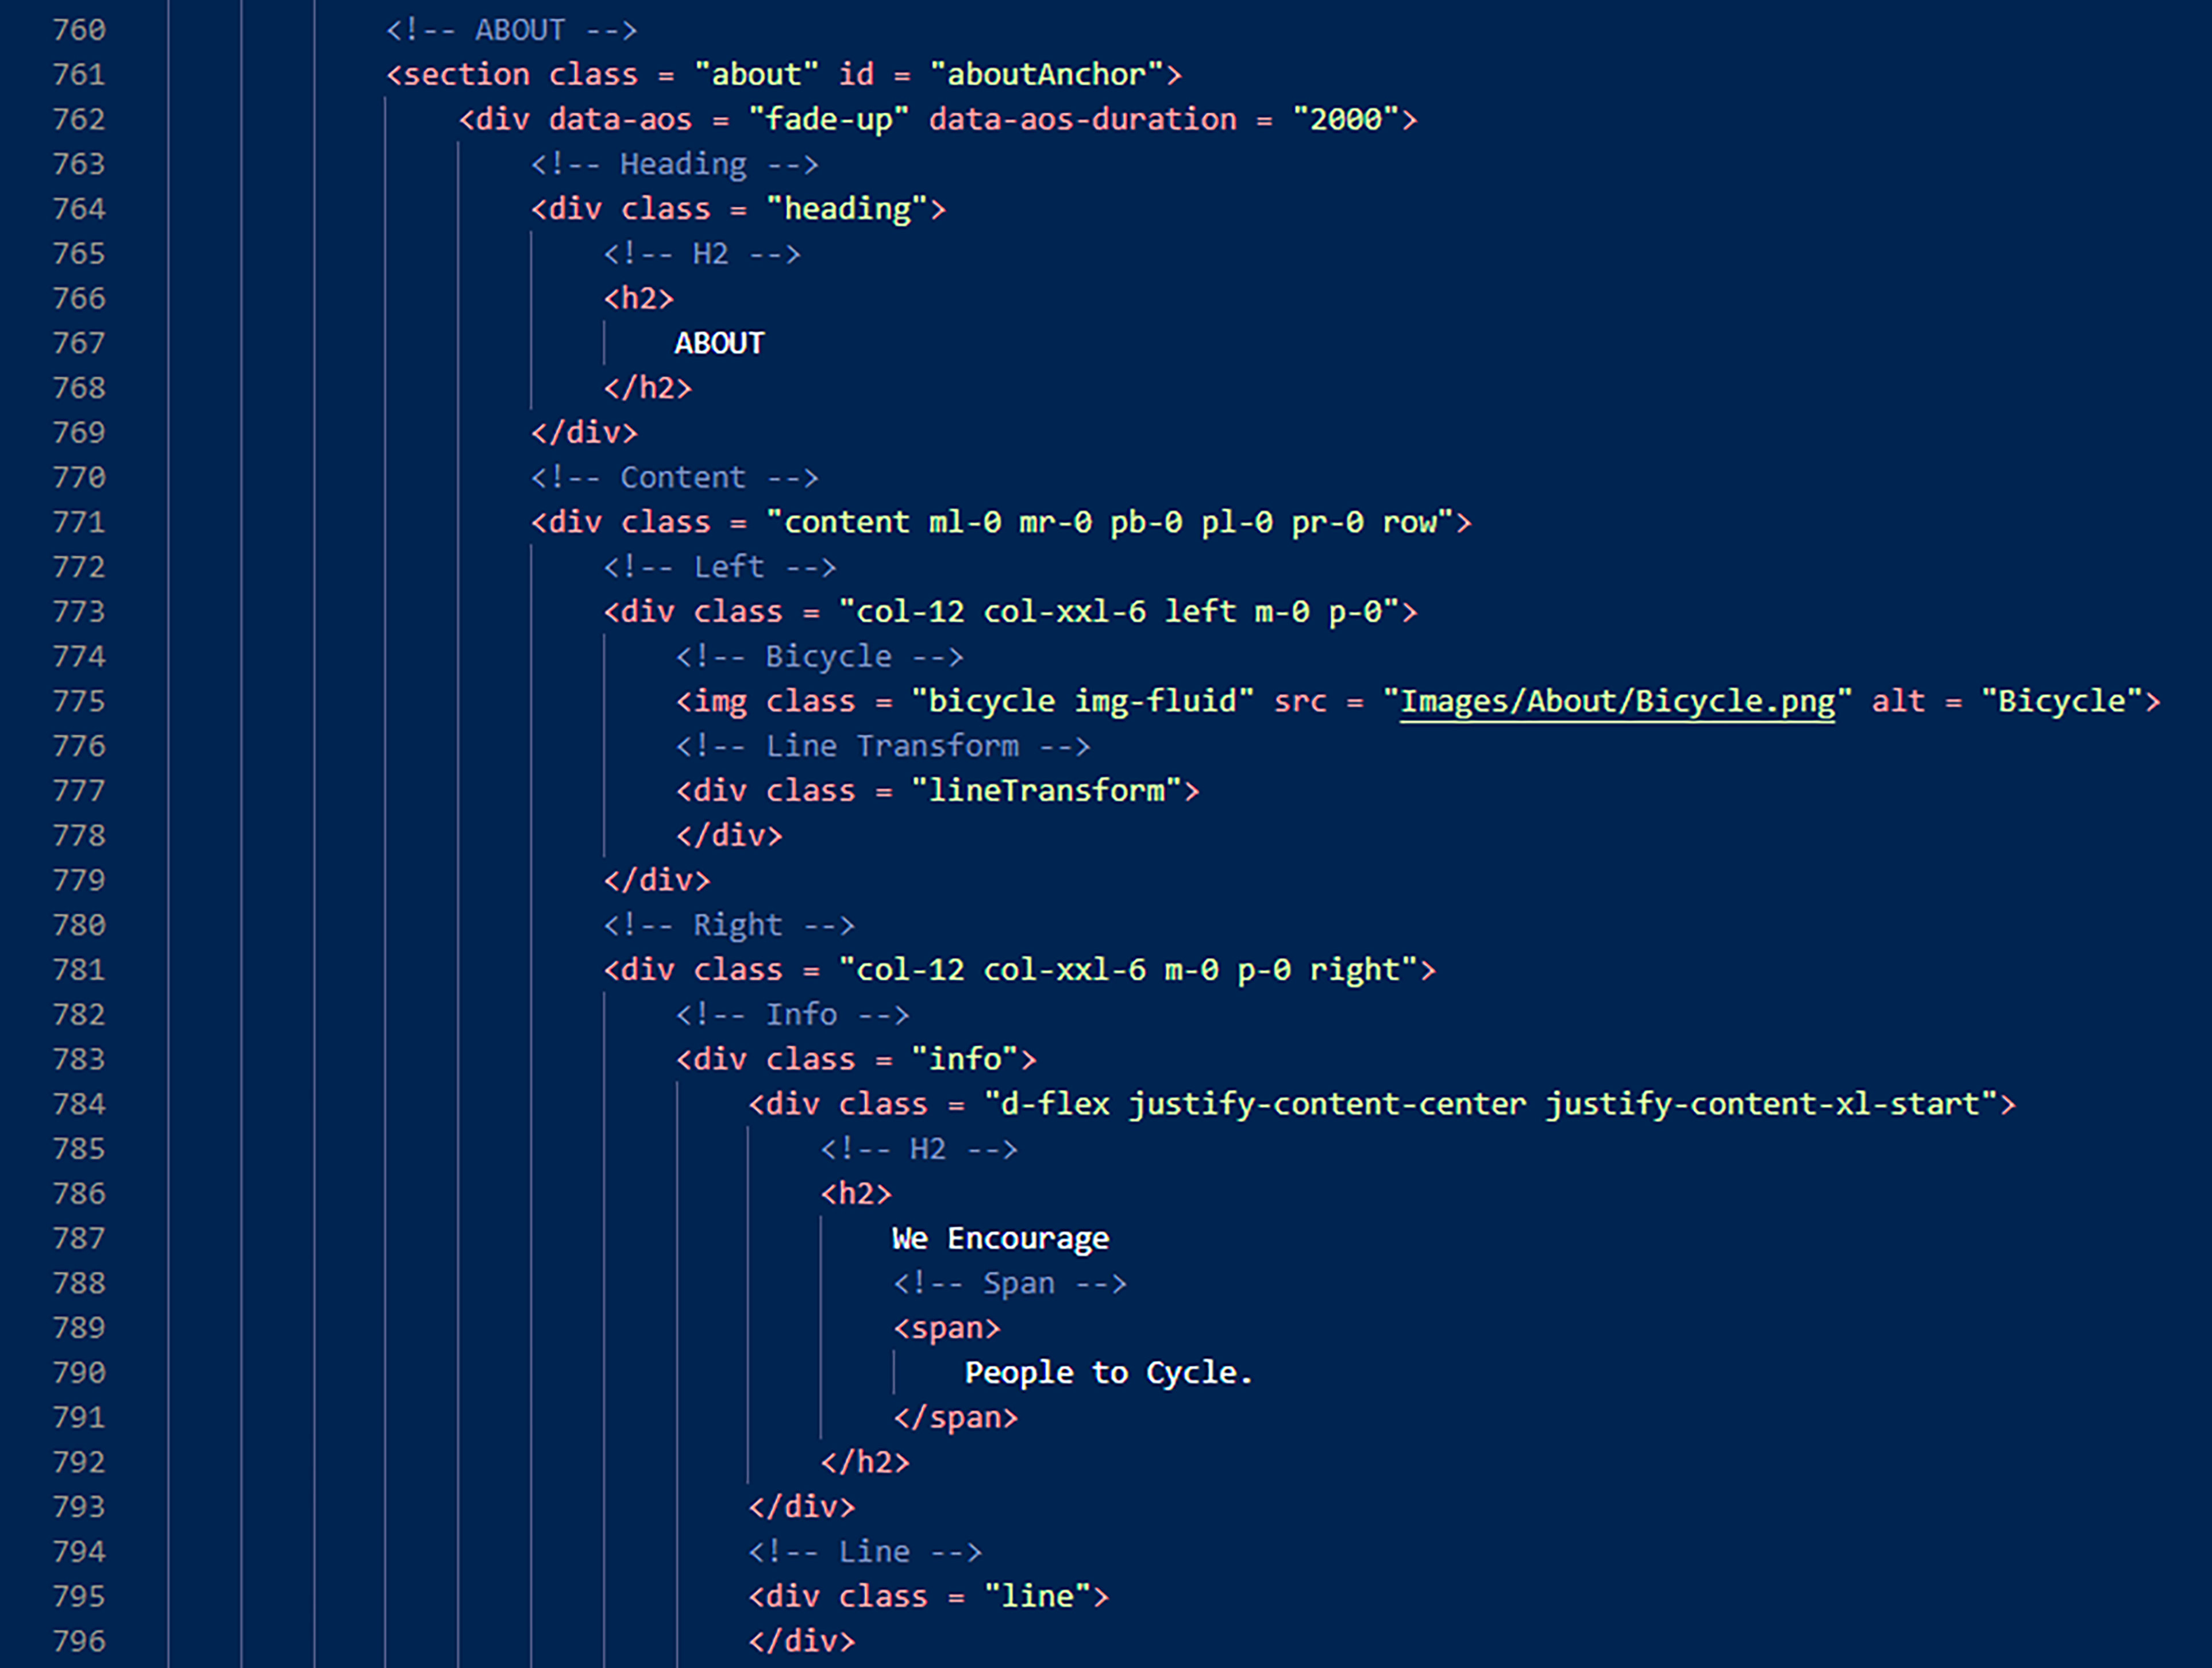 760 <!-- ABOUT -->
761 <section class = "about" id = "aboutAnchor">
762 <div data-aos = "fade-up" data-aos-duration = "2000">
763 <!-- Heading -->
764 <div class = "heading">
765 <!-- H2 -->
766 <h2>
767 ABOUT
768 </h2>
769 </div>
770 <!-- Content -->
771 <div class = "content ml-0 mr-0 pb-0 pl-0 pr-0 row">
772 <!-- Left -->
773 <div class = "col-12 col-xxl-6 left m-0 p-0">
774 <!-- Bicycle -->
775 <img class = "bicycle img-fluid" src = "Images/About/Bicycle.png" alt = "Bicycle">
776 <!-- Line Transform -->
777 <div class = "lineTransform">
778 </div>
779 </div>
780 <!-- Right -->
781 <div class = "col-12 col-xxl-6 m-0 p-0 right">
782 <!-- Info -->
783 <div class = "info">
784 <div class = "d-flex justify-content-center justify-content-xl-start">
785 <!-- H2 -->
786 <h2>
787 We Encourage
788 <!-- Span -->
789 <span>
790 People to Cycle.
791 </span>
792 </h2>
793 </div>
794 <!-- Line -->
795 <div class = "line">
796 </div>